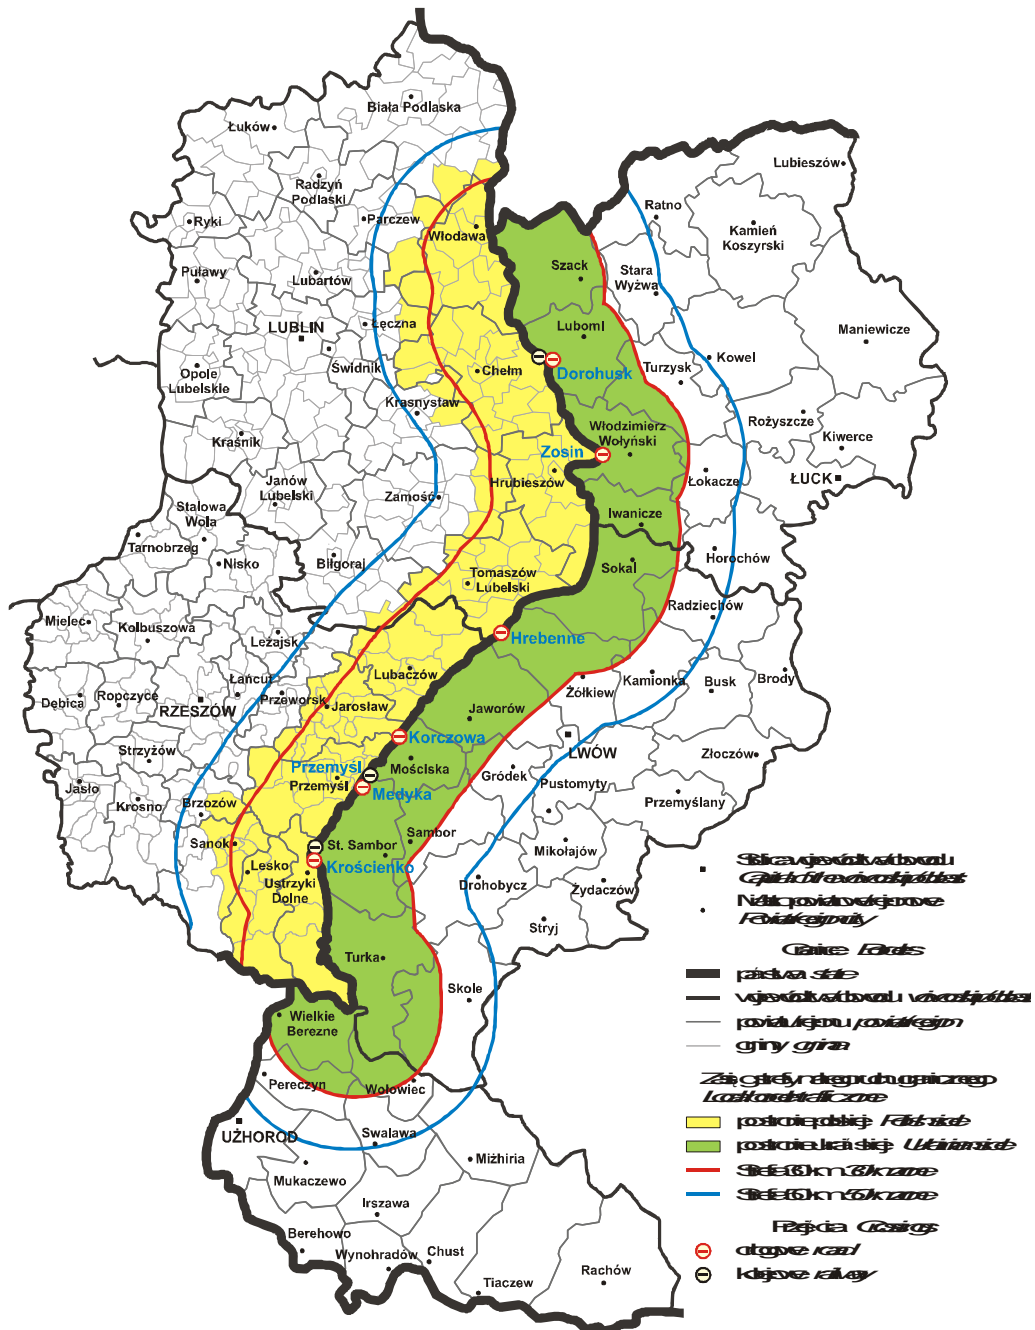 Biała Podlaska
Łuków
Lubieszów
Radzyń
Podlaski
Ratno
Parczew
Ryki
Włodawa
Kamień
Koszyrski
Szack
Stara
Wyżwa
Puławy
Lubartów
LUBLIN
Łęczna
Luboml
Maniewicze
Świdnik
Kowel
Opole
Lubelskie
Chełm
Dorohusk
Turzysk
Krasnystaw
Rożyszcze
Kraśnik
Włodzimierz
Wołyński
Kiwerce
Zosin
Hrubieszów
ŁUCK
Janów
Lubelski
Zamość
Łokacze
Stalowa
Wola
Iwanicze
Tarnobrzeg
Nisko
Biłgoraj
Horochów
Sokal
Tomaszów
Lubelski
Radziechów
Mielec
Kolbuszowa
Leżajsk
Hrebenne
Lubaczów
Kamionka
Busk
Brody
Żółkiew
Łańcut
Ropczyce
Dębica
RZESZÓW
Przeworsk
Jarosław
Jaworów
Korczowa
LWÓW
Strzyżów
Złoczów
Przemyśl
Mościska
Gródek
Przemyśl
Pustomyty
Jasło
Medyka
Przemyślany
Krosno
Brzozów
Sambor
Sanok
St. Sambor
Mikołajów
Lesko
Krościenko
Ustrzyki
Dolne
Drohobycz
Żydaczów
Stryj
Turka
Skole
Wielkie
Berezne
Pereczyn
Wołowiec
UŻHOROD
Swalawa
Miżhiria
Mukaczewo
Irszawa
Berehowo
Wynohradów
Chust
Rachów
Tiaczew